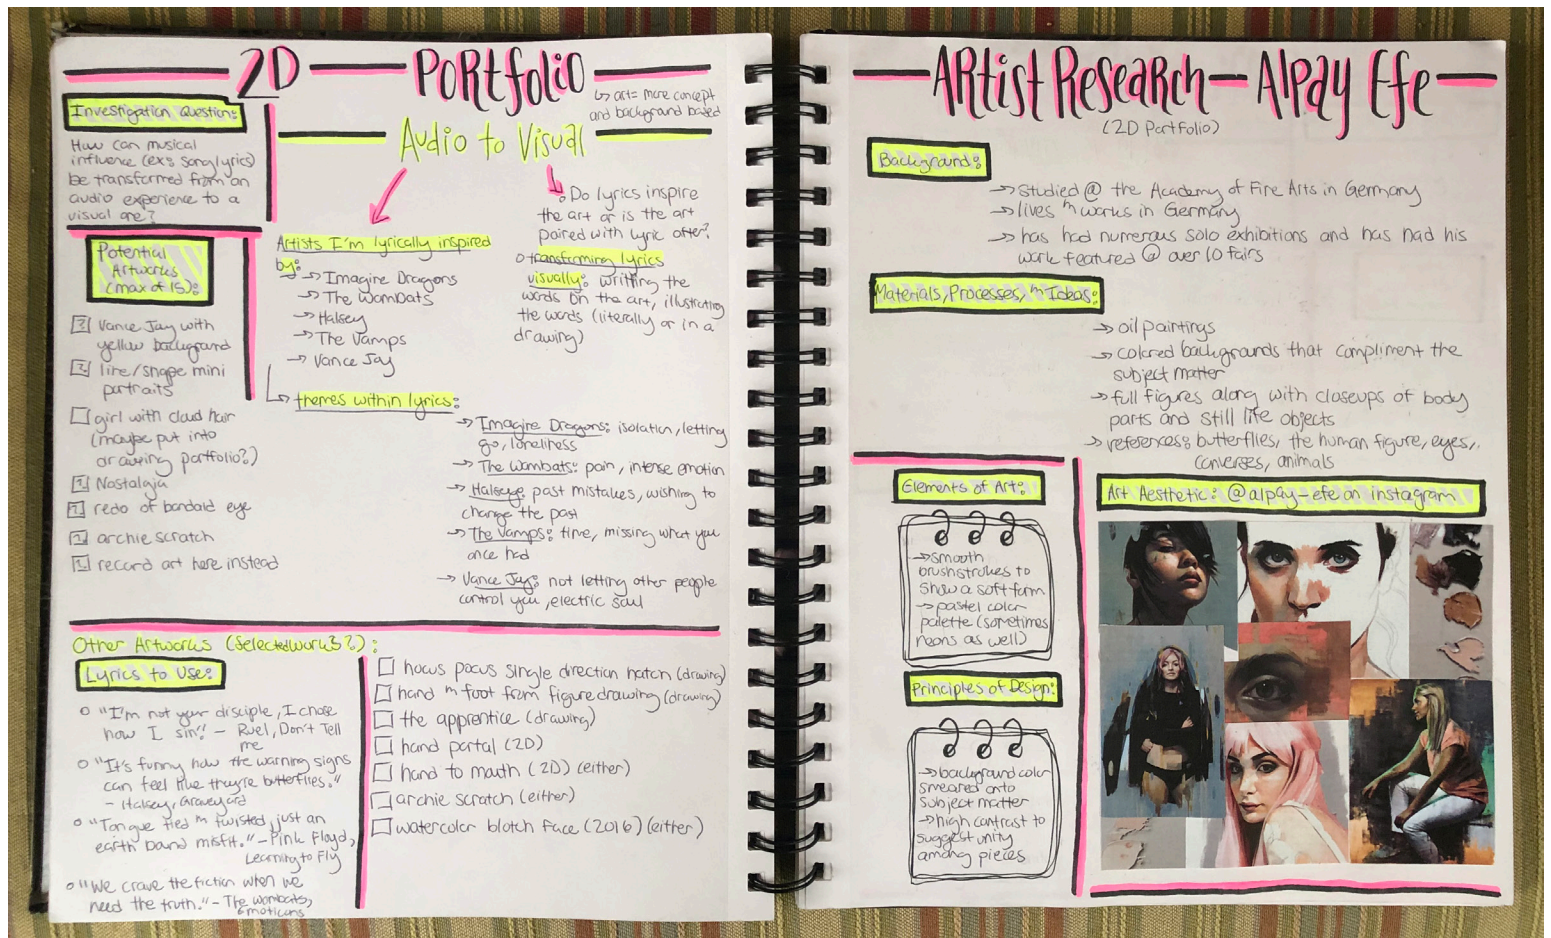 2D PORtfoliO
↳ art = more concept
and background based
Investigation Question:
How can musical
influence (ex: song lyrics)
be transformed from an
audio experience to a
visual one?
Audio to Visual
Potential
Artworks
(max of 15):
Vance Jay with
yellow background
line/shape mini
portraits
girl with cloud hair
(maybe put into
drawing portfolio?)
Nostalgia
redo of bandaid eye
archie scratch
record art here instead
Artists I'm lyrically inspired
by:
→ Imagine Dragons
→ The Wombats
→ Halsey
→ The Vamps
→ Vance Jay
Do lyrics inspire
the art or is the art
paired with lyric after?
o transforming lyrics
visually: writting the
words on the art, illustrating
the words (literally or in a
drawing)
themes within lyrics:
→ Imagine Dragons: isolation, letting
go, loneliness
→ The Wombats: pain, intense emotion
→ Halsey: past mistakes, wishing to
change the past
→ The Vamps: time, missing what you
once had
→ Vance Jay: not letting other people
control you, electric soul
Other Artworks (Selected works?):
Lyrics to Use:
o "I'm not your disciple, I chose
how I sin." - Ruel, Don't Tell
me
o "It's funny how the warning signs
can feel like they're butterflies."
- Halsey, Graveyard
o "Tongue tied n twisted, just an
earth bound misfit." - Pink Floyd,
Learning to Fly
o "We crave the fiction when we
need the truth." - The Wombats,
Emoticons
hocus pocus single direction hatch (drawing)
hand n foot from figure drawing (drawing)
the apprentice (drawing)
hand portal (2D)
hand to mouth (2D) (either)
archie scratch (either)
watercolor blotch face (2016) (either)
ARtist ReseaRch - Alpay Efe
(2D Portfolio)
Background:
→ studied @ the Academy of Fine Arts in Germany
→ lives n works in Germany
→ has had numerous solo exhibitions and has had his
work featured @ over 10 fairs
Materials, Processes, n Ideas:
→ oil paintings
→ colored backgrounds that compliment the
subject matter
→ full figures along with closeups of body
parts and still life objects
→ references: butterflies, the human figure, eyes,
converses, animals
Elements of Art:
→ smooth
brushstrokes to
show a soft form
→ pastel color
palette (sometimes
neons as well)
Principles of Design:
→ background color
smeared onto
subject matter
→ high contrast to
suggest unity
among pieces
Art Aesthetic: @alpay_efe on instagram